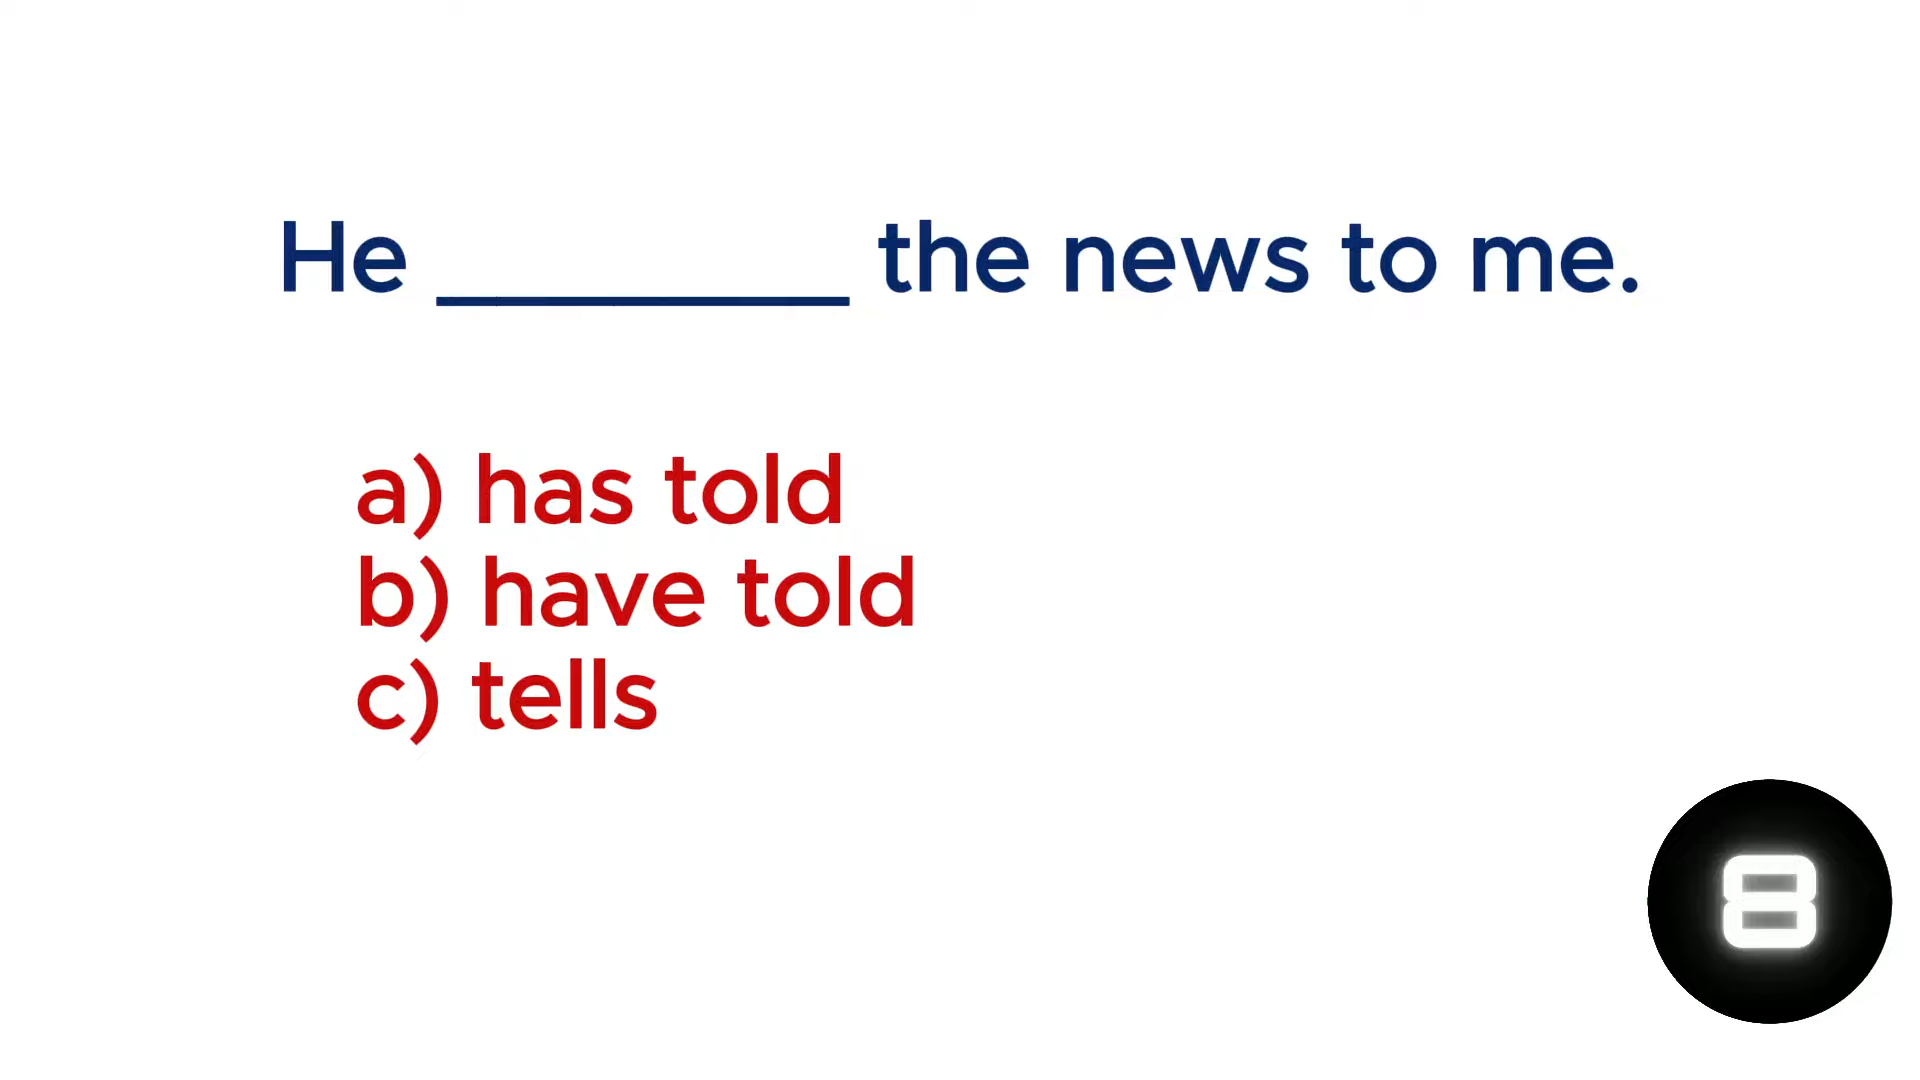 He ________ the news to me.
a) has told
b) have told
c) tells
8